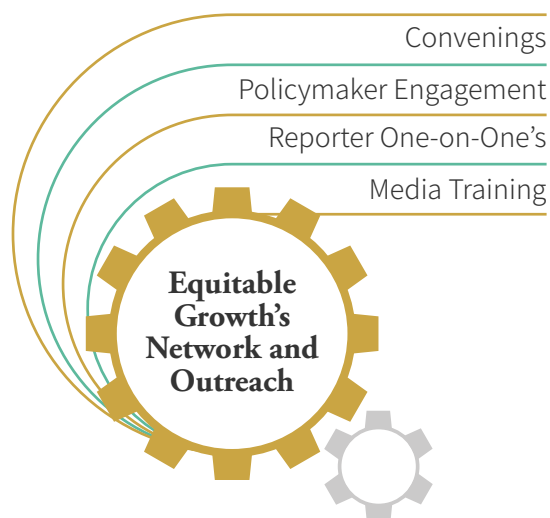 Convenings
Policymaker Engagement
Reporter One-on-One’s
Media Training
Equitable
Growth’s
Network and
Outreach